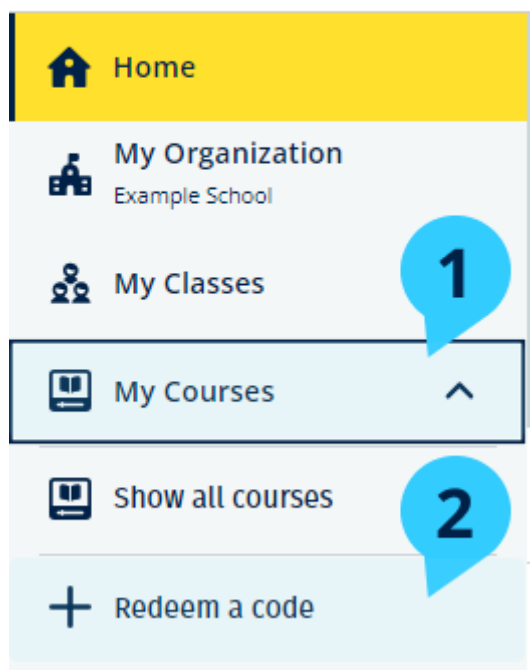 Home
My Organization
Example School
My Classes
1
My Courses
Show all courses
2
Redeem a code